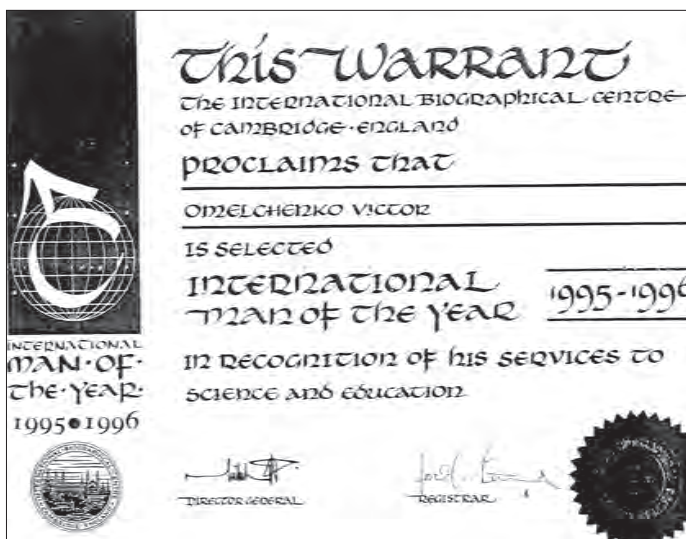 THIS WARRANT
THE INTERNATIONAL BIOGRAPHICAL CENTRE
OF CAMBRIDGE·ENGLAND
PROCLAIMS THAT
OMELCHENKO VICTOR
IS SELECTED
INTERNATIONAL
MAN OF THE YEAR 1995-1996
IN RECOGNITION OF HIS SERVICES TO
SCIENCE AND EDUCATION
INTERNATIONAL
MAN·OF·
THE·YEAR·
1995•1996
DIRECTOR GENERAL
REGISTRAR